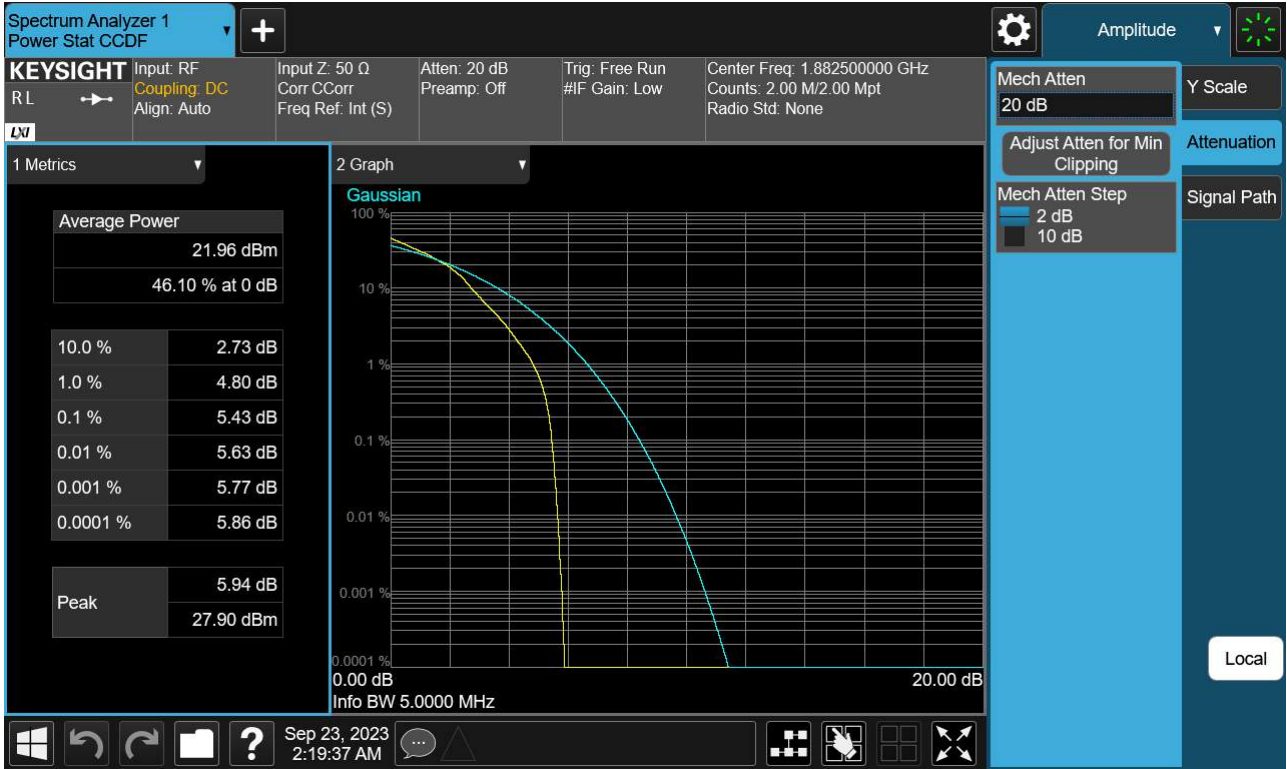 Spectrum Analyzer 1
Power Stat CCDF
+
Amplitude
KEYSIGHT
RL
LXI
Input: RF
Coupling: DC
Align: Auto
Input Z: 50 Ω
Corr CCorr
Freq Ref: Int (S)
Atten: 20 dB
Preamp: Off
Trig: Free Run
#IF Gain: Low
Center Freq: 1.882500000 GHz
Counts: 2.00 M/2.00 Mpt
Radio Std: None
Mech Atten
20 dB
Adjust Atten for Min
Clipping
Mech Atten Step
2 dB
10 dB
Y Scale
Attenuation
Signal Path
1 Metrics
Average Power
21.96 dBm
46.10 % at 0 dB
10.0 % 2.73 dB
1.0 % 4.80 dB
0.1 % 5.43 dB
0.01 % 5.63 dB
0.001 % 5.77 dB
0.0001 % 5.86 dB
Peak
5.94 dB
27.90 dBm
2 Graph
Gaussian
100 %
10 %
1 %
0.1 %
0.01 %
0.001 %
0.0001 %
0.00 dB 20.00 dB
Info BW 5.0000 MHz
Local
?
Sep 23, 2023
2:19:37 AM